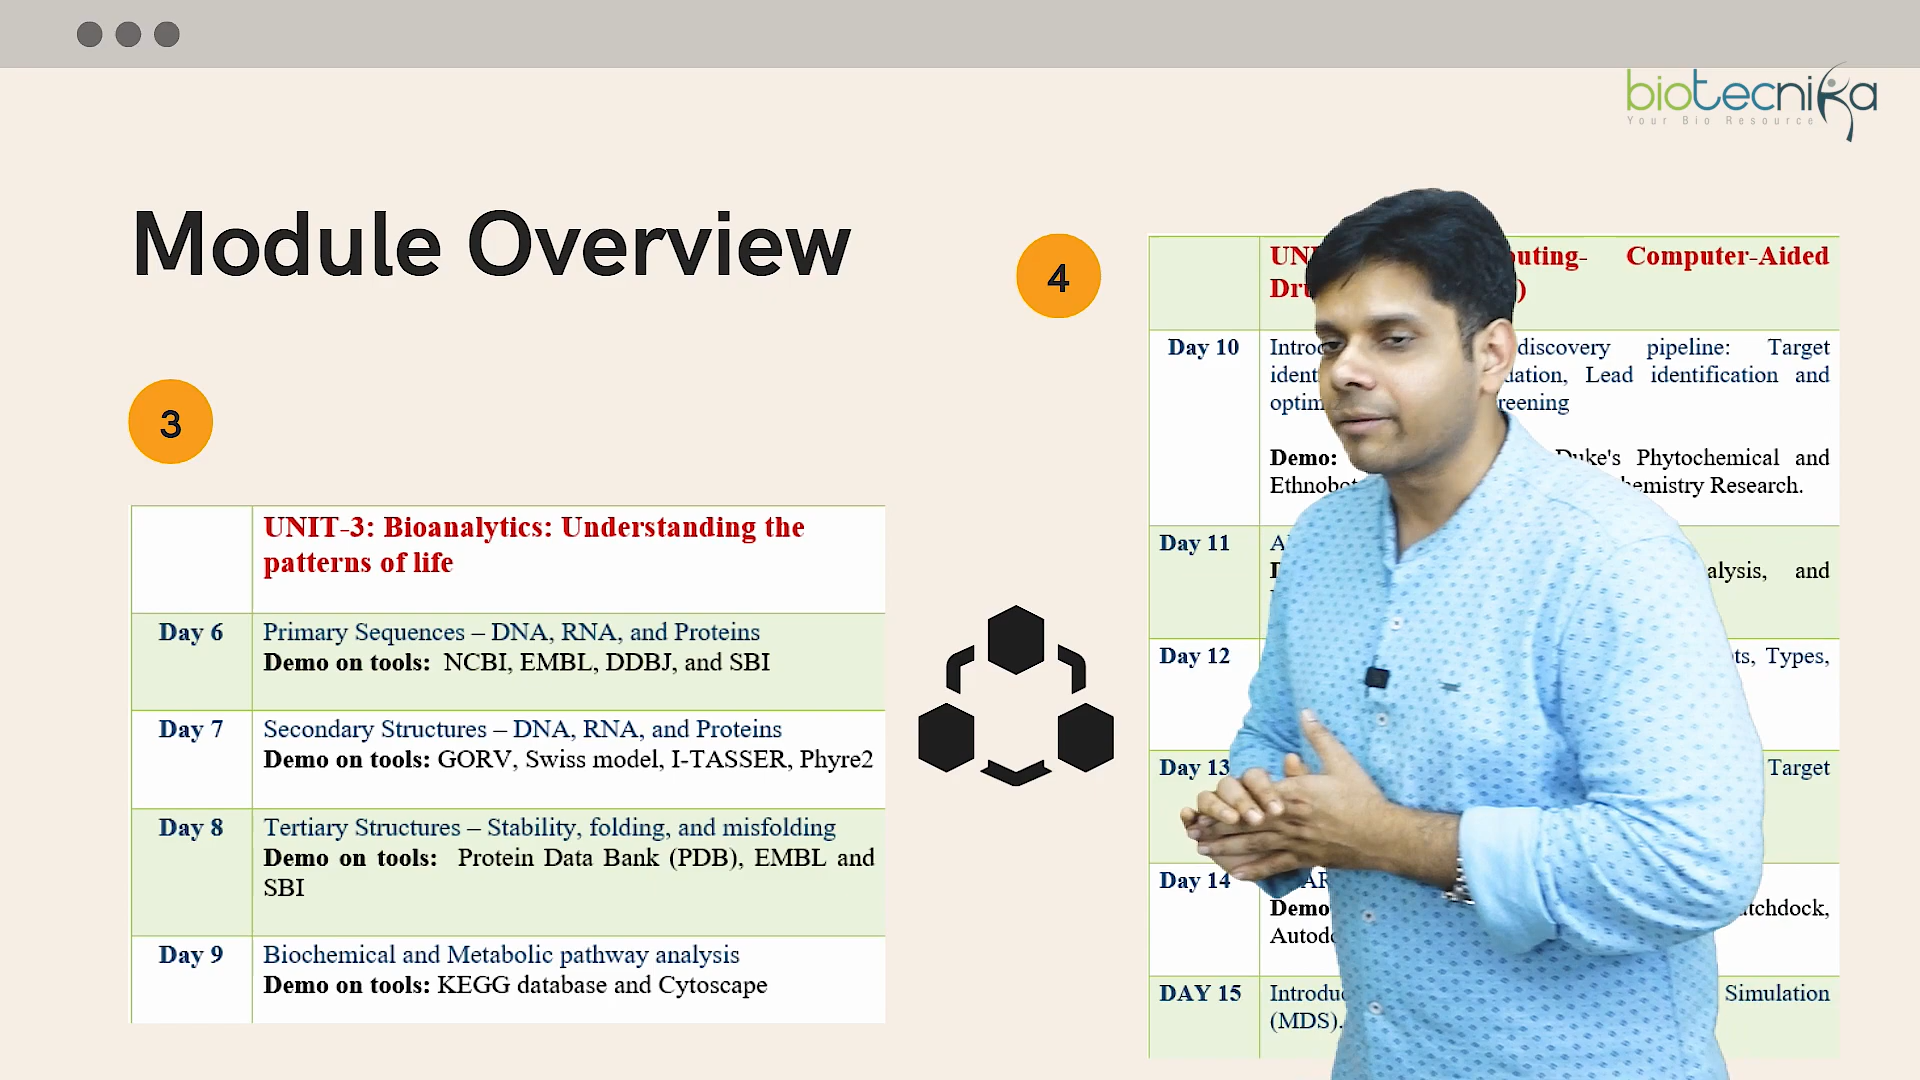 biotecnika
Your Bio Resource
Module Overview
3
UNIT-3: Bioanalytics: Understanding the
patterns of life
Day 6
Primary Sequences – DNA, RNA, and Proteins
Demo on tools: NCBI, EMBL, DDBJ, and SBI
Day 7
Secondary Structures – DNA, RNA, and Proteins
Demo on tools: GORV, Swiss model, I-TASSER, Phyre2
Day 8
Tertiary Structures – Stability, folding, and misfolding
Demo on tools: Protein Data Bank (PDB), EMBL and
SBI
Day 9
Biochemical and Metabolic pathway analysis
Demo on tools: KEGG database and Cytoscape
4
Computer-Aided
Day 10
discovery pipeline: Target
Lead identification and
Demo: Duke's Phytochemical and
Research.
Day 11
and
Day 12
Types,
Day 13
Target
Day 14
Demo
DAY 15
Simulation
(MDS).